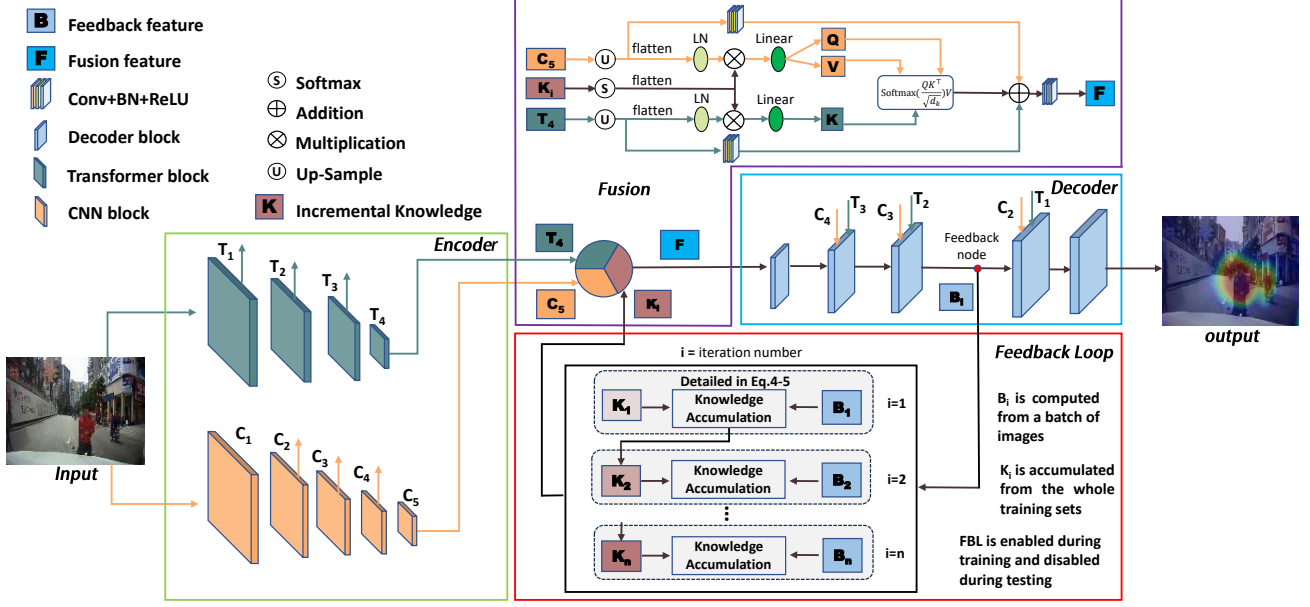 B Feedback feature
F Fusion feature
Conv+BN+ReLU
Decoder block
Transformer block
CNN block
S Softmax
Addition
Multiplication
U Up-Sample
K Incremental Knowledge
C5
U
flatten
LN
Linear
Q
V
Ki
S
flatten
T4
U
flatten
LN
Linear
K
Softmax(QK^T/√dk)V
F
Fusion
Encoder
T1
T2
T3
T4
C1
C2
C3
C4
C5
Input
T4
C5
Ki
F
Decoder
C4
T3
C3
T2
C2
T1
Feedback
node
Bi
output
Feedback Loop
i = iteration number
Detailed in Eq.4-5
K1
Knowledge
Accumulation
B1
i=1
K2
Knowledge
Accumulation
B2
i=2
...
Kn
Knowledge
Accumulation
Bn
i=n
Bi is computed
from a batch of
images
Ki is accumulated
from the whole
training sets
FBL is enabled during
training and disabled
during testing